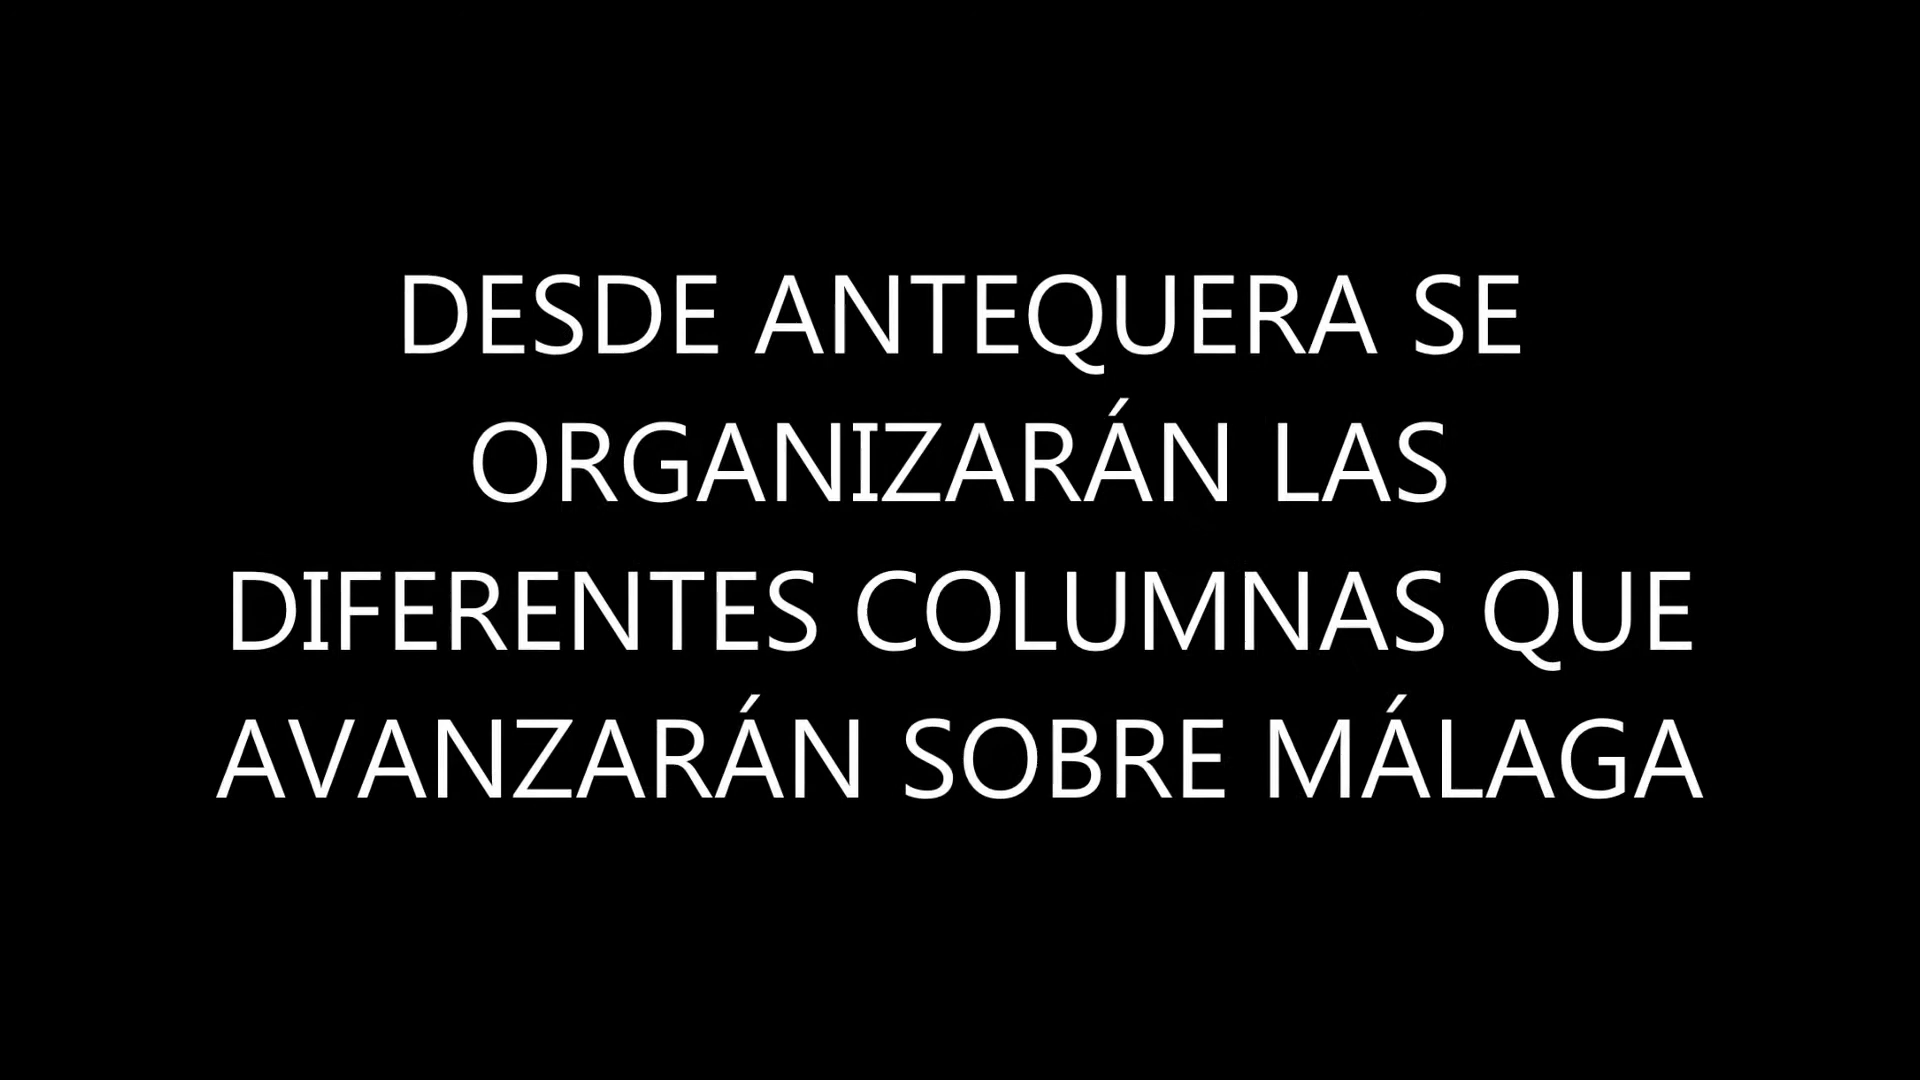 DESDE ANTEQUERA SE
ORGANIZARÁN LAS
DIFERENTES COLUMNAS QUE
AVANZARÁN SOBRE MÁLAGA